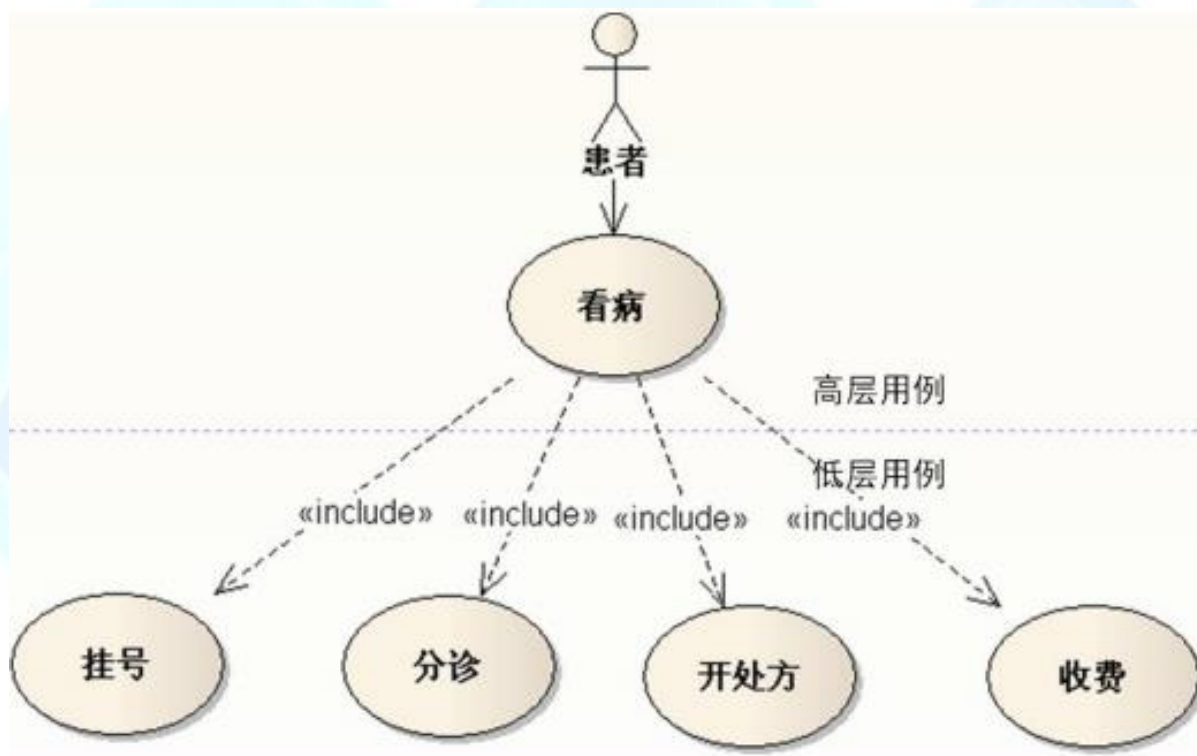 患者
看病
高层用例
低层用例
«include» «include» «include» «include»
挂号 分诊 开处方 收费